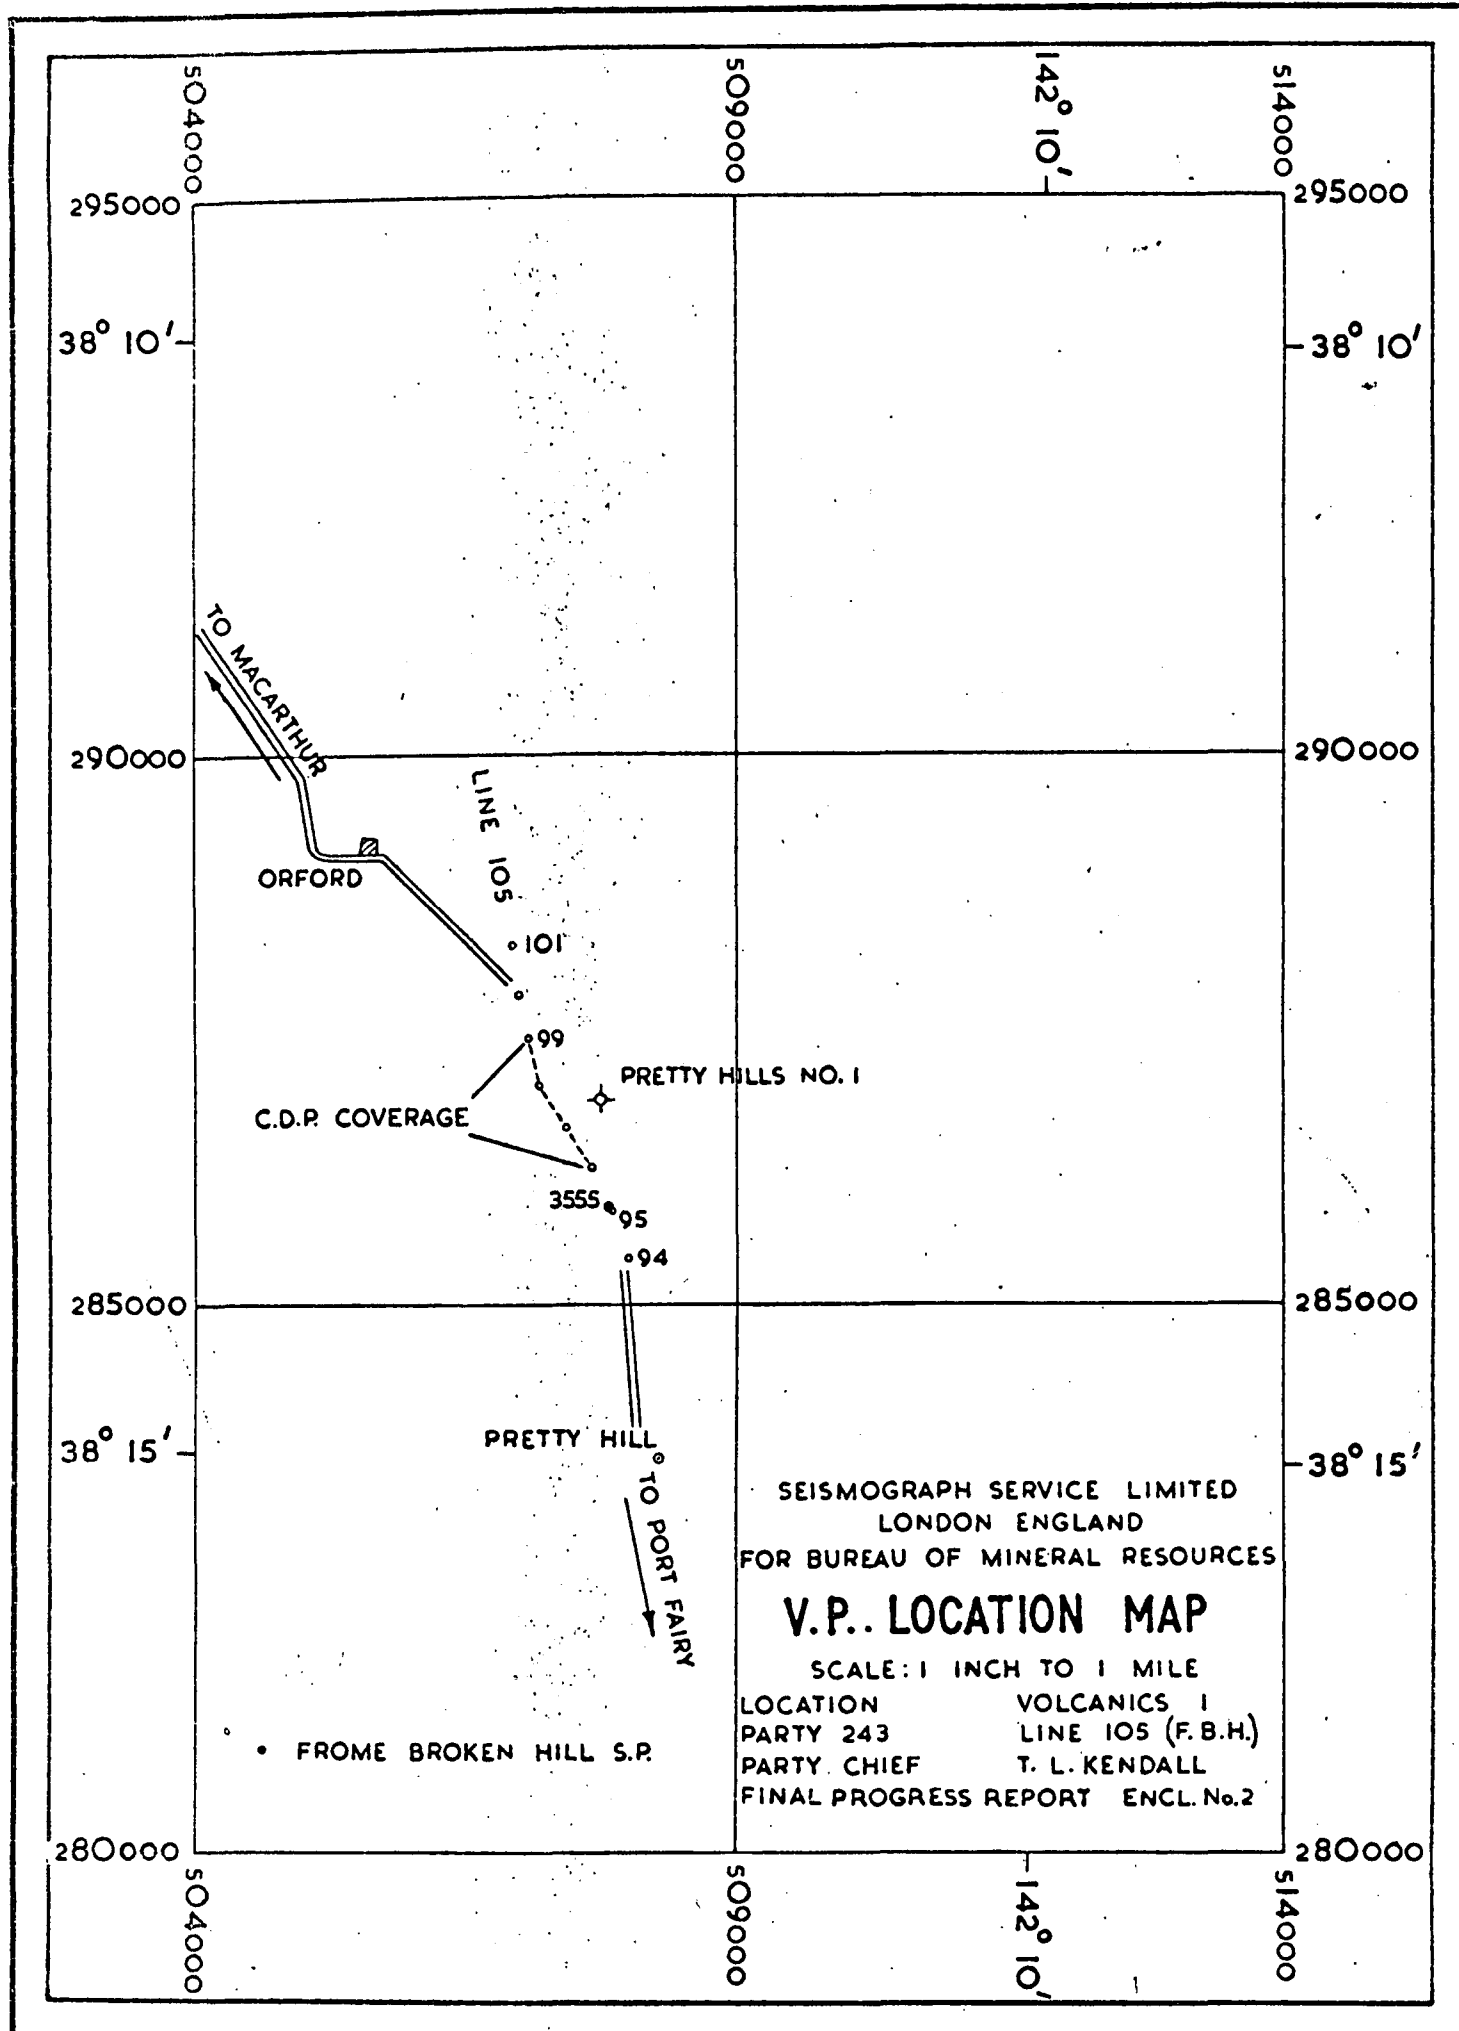 504000
509000
142° 10'
514000
295000
295000
38° 10'
38° 10'
TO MACARTHUR
290000
290000
LINE 105
ORFORD
101
99
PRETTY HILLS NO. 1
C.D.P. COVERAGE
3555
95
94
285000
285000
PRETTY HILL
38° 15'
38° 15'
TO PORT FAIRY
SEISMOGRAPH SERVICE LIMITED
LONDON ENGLAND
FOR BUREAU OF MINERAL RESOURCES
V.P.. LOCATION MAP
SCALE: 1 INCH TO 1 MILE
LOCATION VOLCANICS 1
PARTY 243 LINE 105 (F.B.H.)
PARTY. CHIEF T. L. KENDALL
FINAL PROGRESS REPORT ENCL. No.2
• FROME BROKEN HILL S.P.
280000
280000
504000
509000
142° 10'
514000